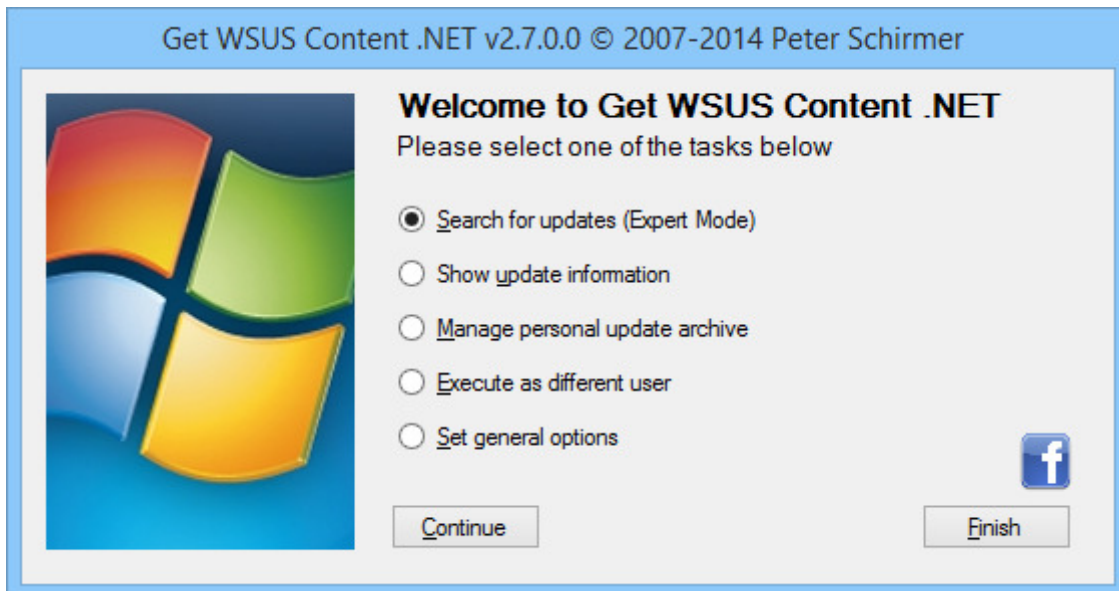 Get WSUS Content .NET v2.7.0.0 © 2007-2014 Peter Schirmer
Welcome to Get WSUS Content .NET
Please select one of the tasks below
Search for updates (Expert Mode)
Show update information
Manage personal update archive
Execute as different user
Set general options
f
Continue
Finish